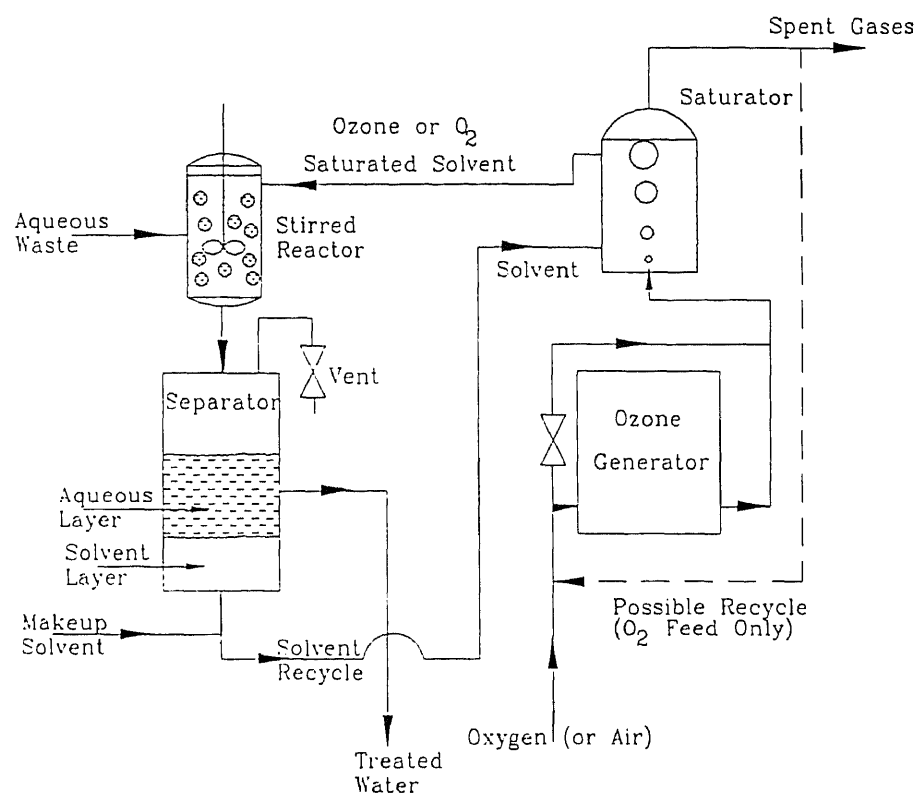 Spent Gases
Saturator
Ozone or O2
Saturated Solvent
Aqueous
Waste
Stirred
Reactor
Solvent
Vent
Separator
Ozone
Generator
Aqueous
Layer
Solvent
Layer
Possible Recycle
(O2 Feed Only)
Makeup
Solvent
Solvent
Recycle
Oxygen (or Air)
Treated
Water